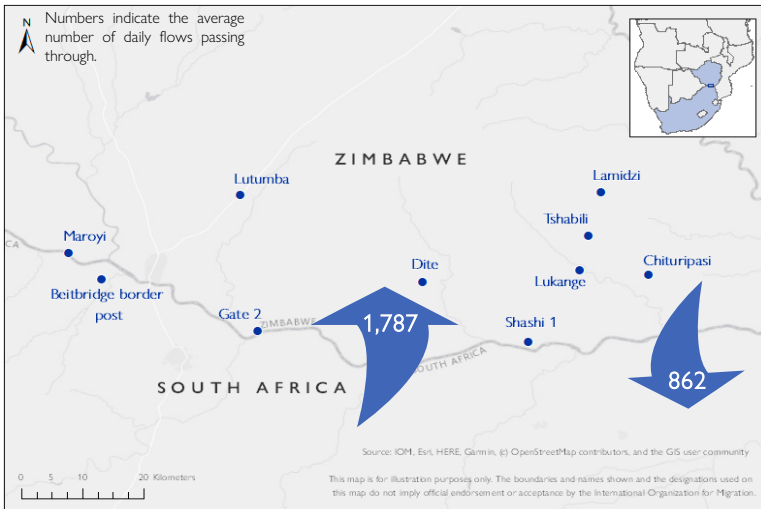 N
Numbers indicate the average
number of daily flows passing
through.
ZIMBABWE
Lutumba
Lamidzi
Tshabili
Maroyi
CA
Dite
Chituripasi
Lukange
Beitbridge border
post
Gate 2
ZIMBABWE
1,787
Shashi 1
SOUTH AFRICA
SOUTH AFRICA
862
Source: IOM, Esri, HERE, Garmin, (c) OpenStreetMap contributors, and the GIS user community
0 5 10 20 Kilometers
This map is for illustration purposes only. The boundaries and names shown and the designations used on
this map do not imply official endorsement or acceptance by the International Organization for Migration.